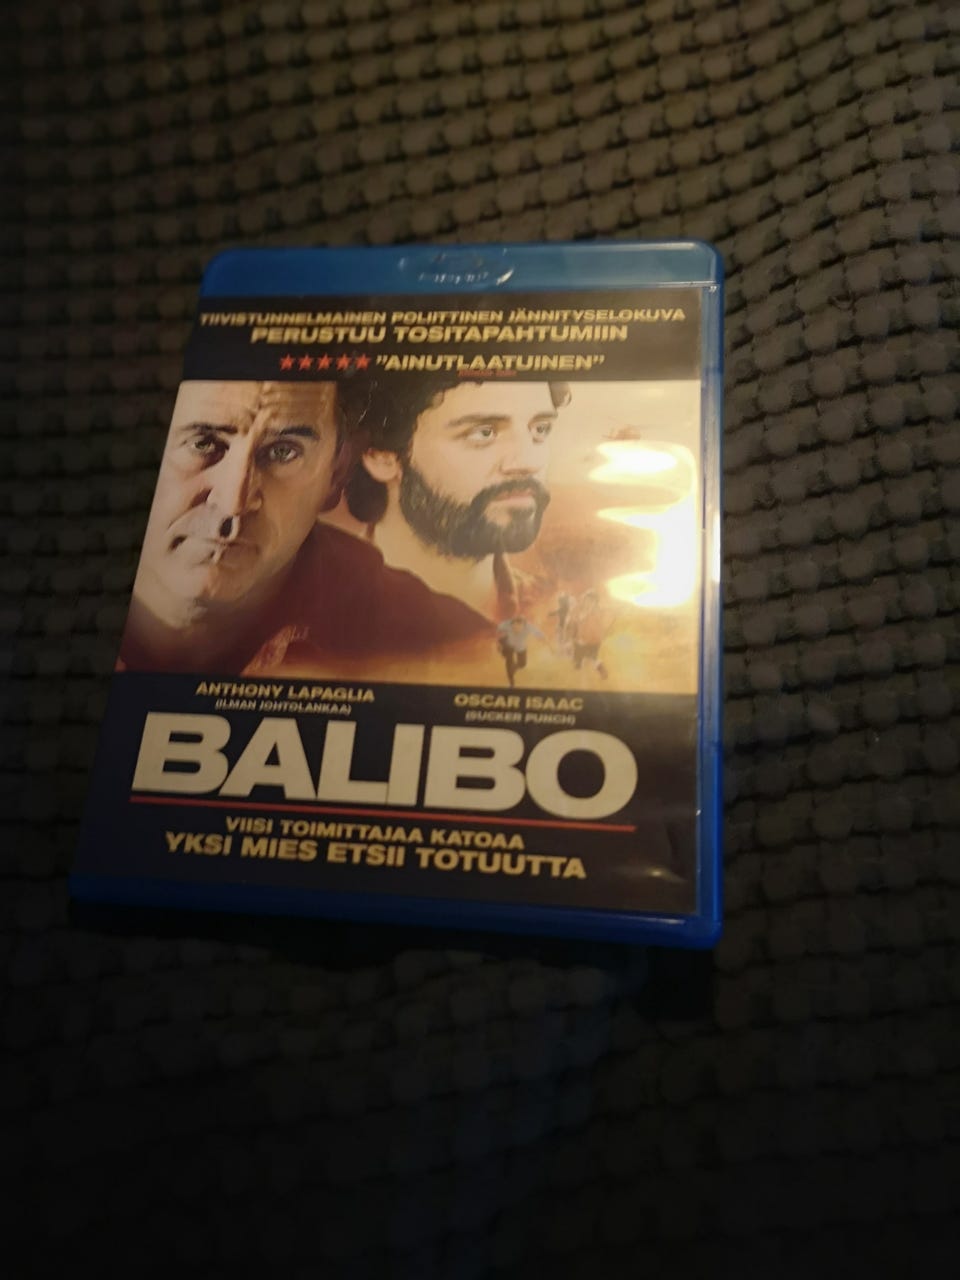 TIIVISTUNNELMAINEN POLIITTINEN JÄNNITYSELOKUVA
PERUSTUU TOSITAPAHTUMIIN
"AINUTLAATUINEN"
ANTHONY LAPAGLIA
(ILMAN JOHTOLANKAA)
OSCAR ISAAC
(SUCKER PUNCH)
BALIBO
VIISI TOIMITTAJAA KATOAA
YKSI MIES ETSII TOTUUTTA